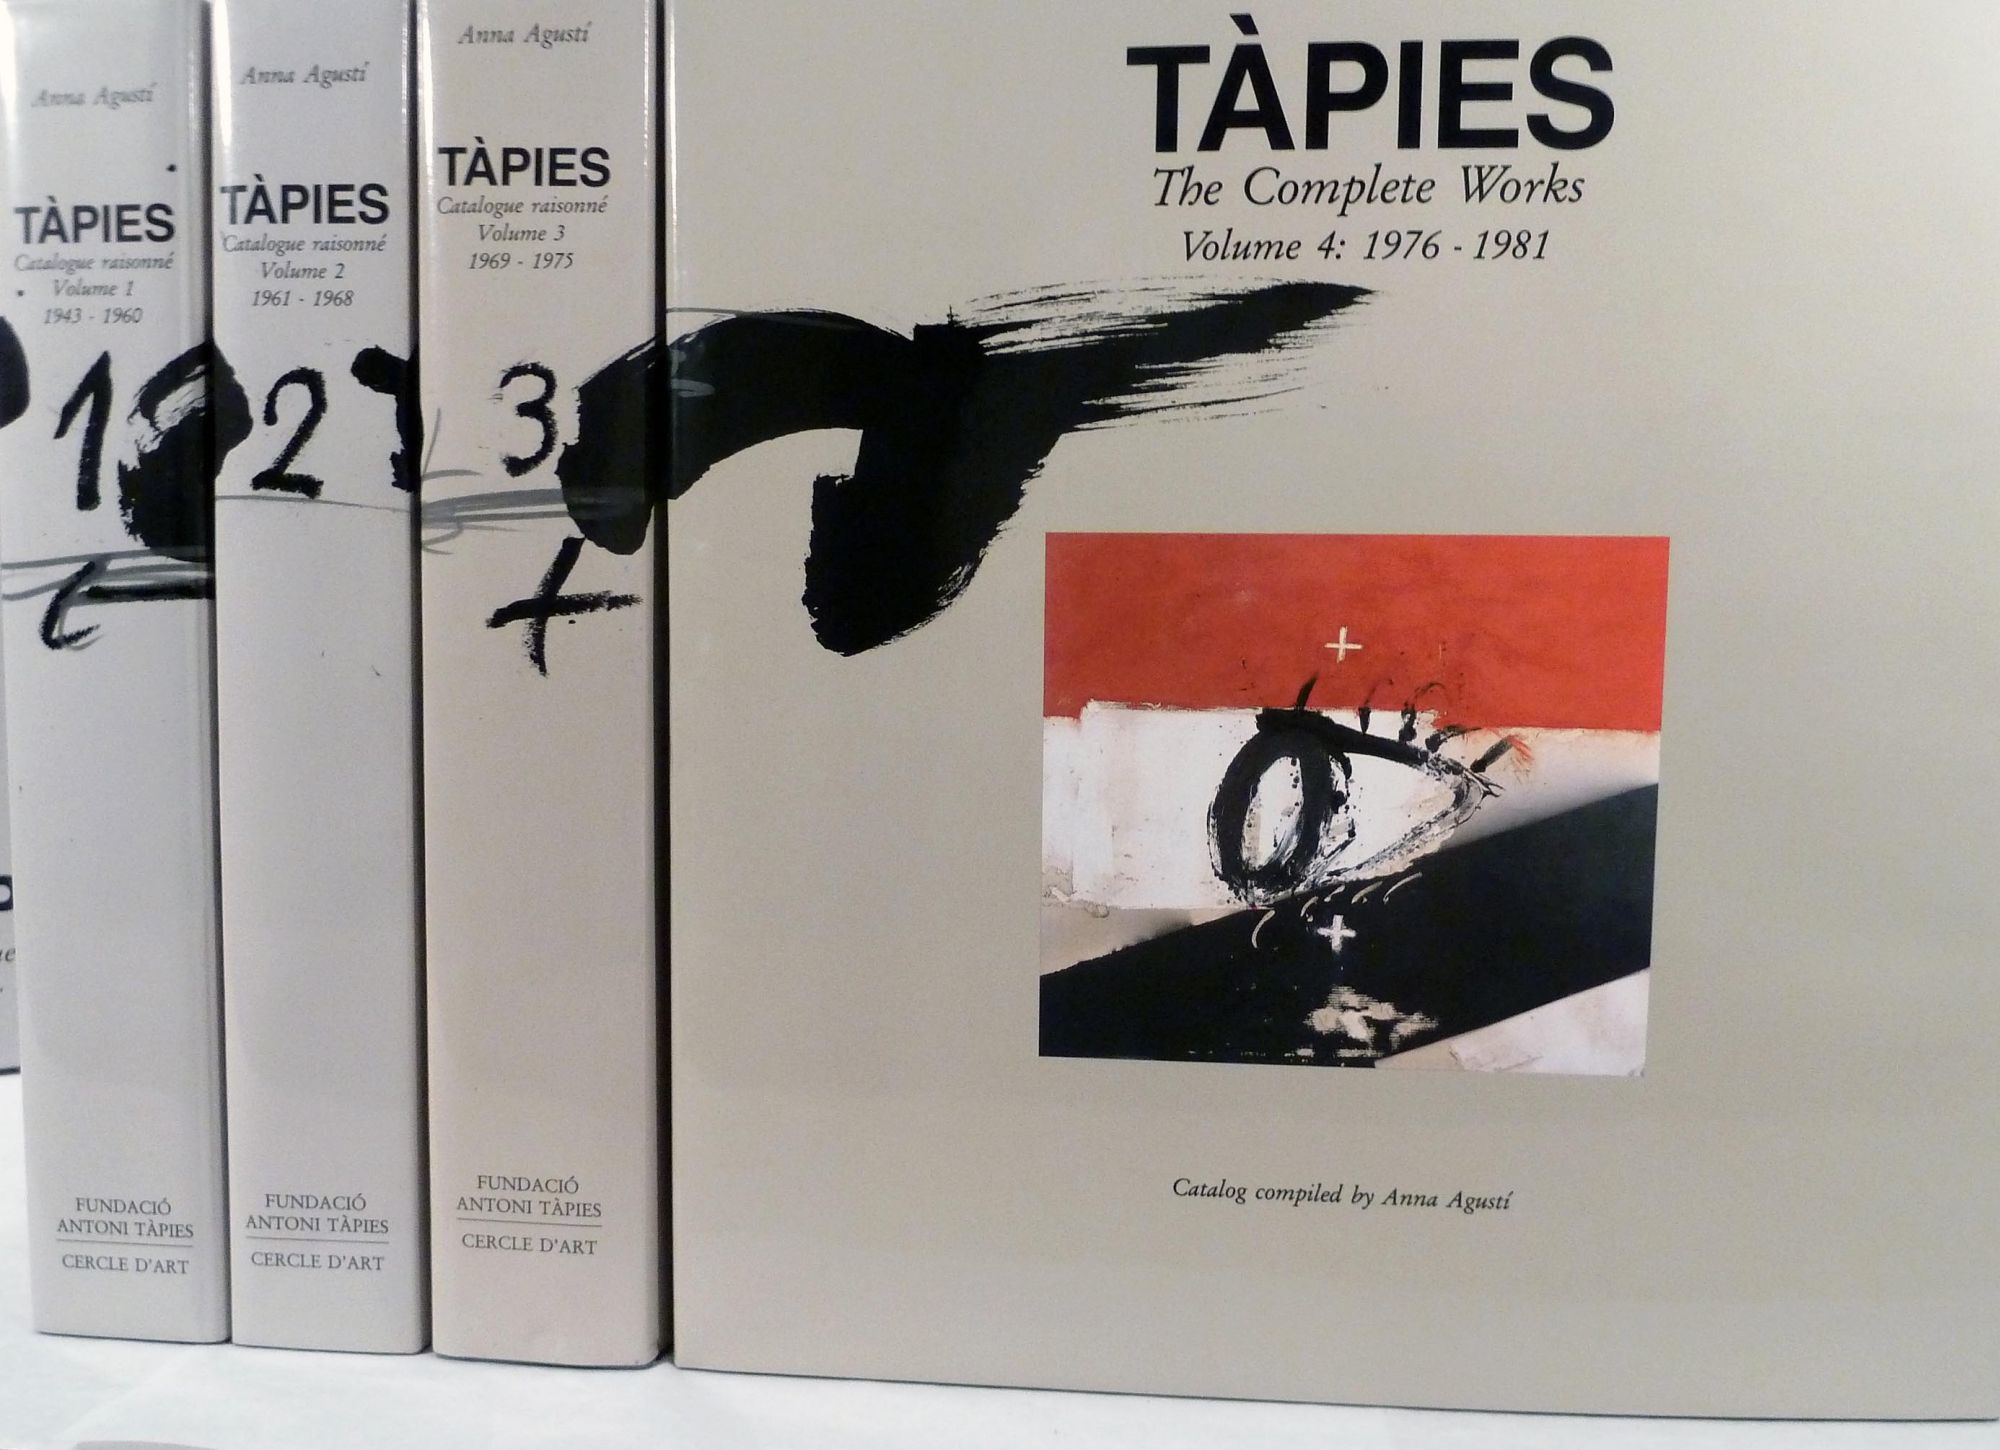 Anna Agustí
TÀPIES
Catalogue raisonné
Volume 1
1943 - 1960
1
FUNDACIÓ
ANTONI TÀPIES
CERCLE D'ART
Anna Agustí
TÀPIES
Catalogue raisonné
Volume 2
1961 - 1968
2
FUNDACIÓ
ANTONI TÀPIES
CERCLE D'ART
Anna Agustí
TÀPIES
Catalogue raisonné
Volume 3
1969 - 1975
3
FUNDACIÓ
ANTONI TÀPIES
CERCLE D'ART
TÀPIES
The Complete Works
Volume 4: 1976 - 1981
Catalog compiled by Anna Agustí